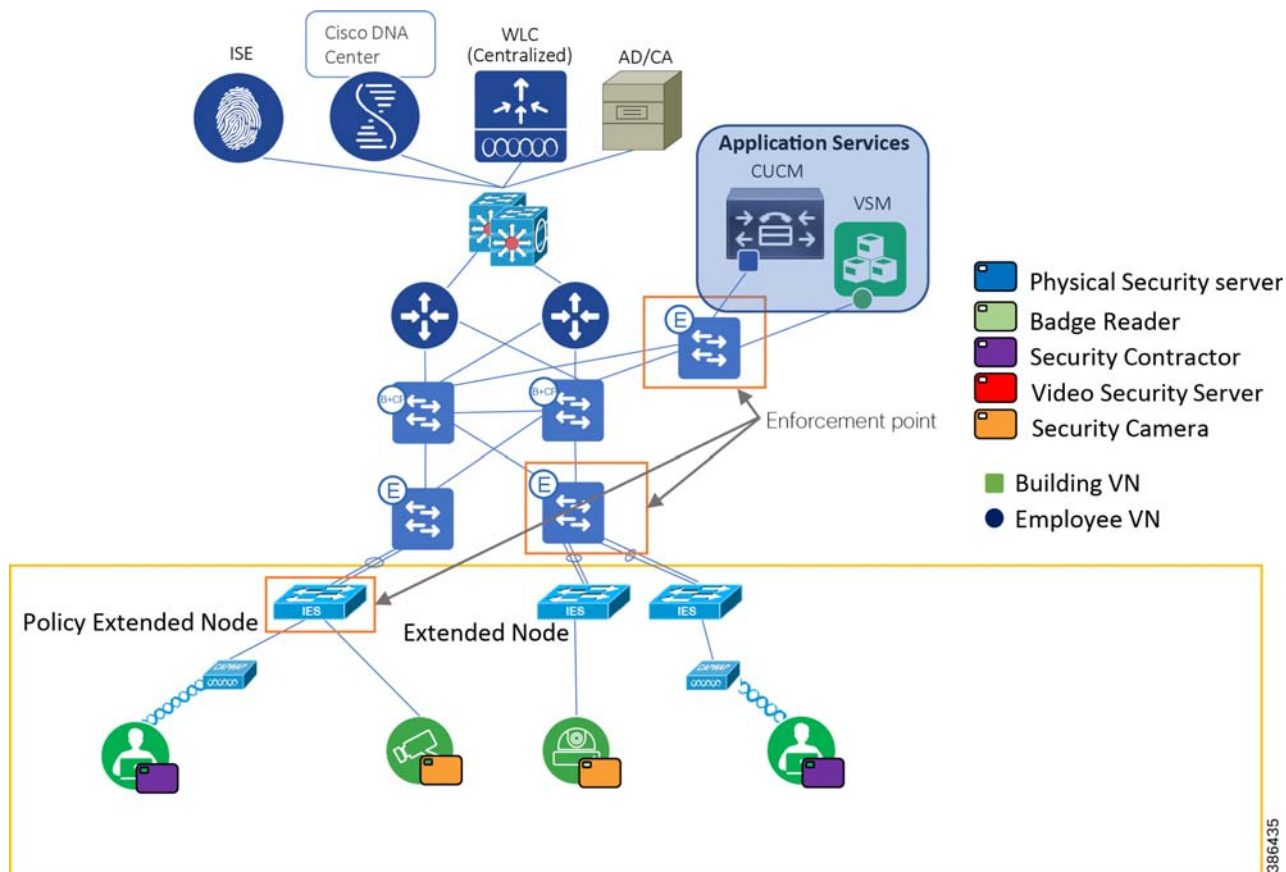 ISE
Cisco DNA
Center
WLC
(Centralized)
AD/CA
Application Services
CUCM
VSM
E
B+CP
B+CP
E
E
Enforcement point
Physical Security server
Badge Reader
Security Contractor
Video Security Server
Security Camera
Building VN
Employee VN
IES
IES
IES
Policy Extended Node
Extended Node
CAPWAP
CAPWAP
386435